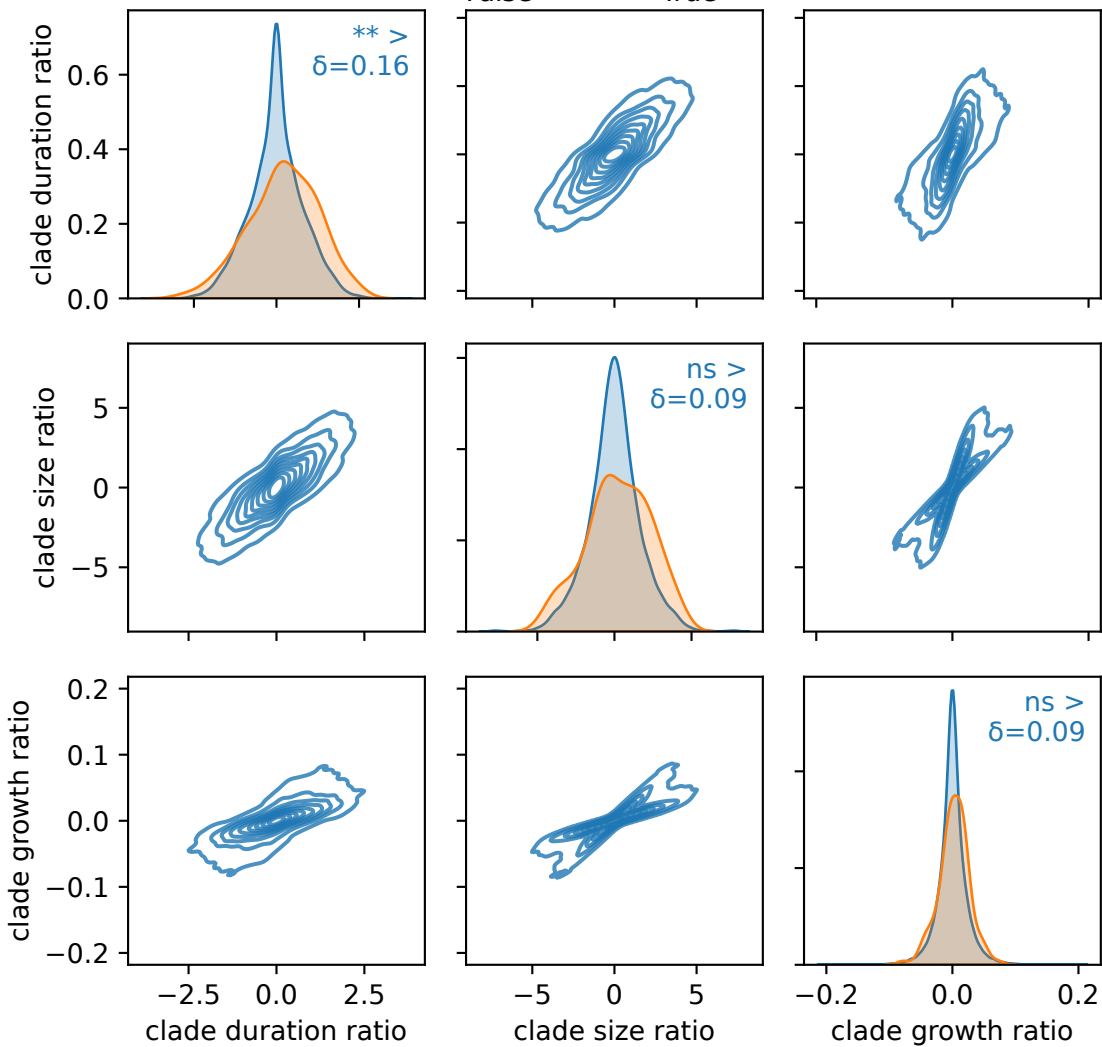 clade duration ratio
0.6
0.4
0.2
0.0
** >
δ=0.16
clade size ratio
5
0
−5
ns >
δ=0.09
clade growth ratio
0.2
0.1
0.0
−0.1
−0.2
ns >
δ=0.09
−2.5 0.0 2.5
−5 0 5
−0.2 0.0 0.2
clade duration ratio
clade size ratio
clade growth ratio